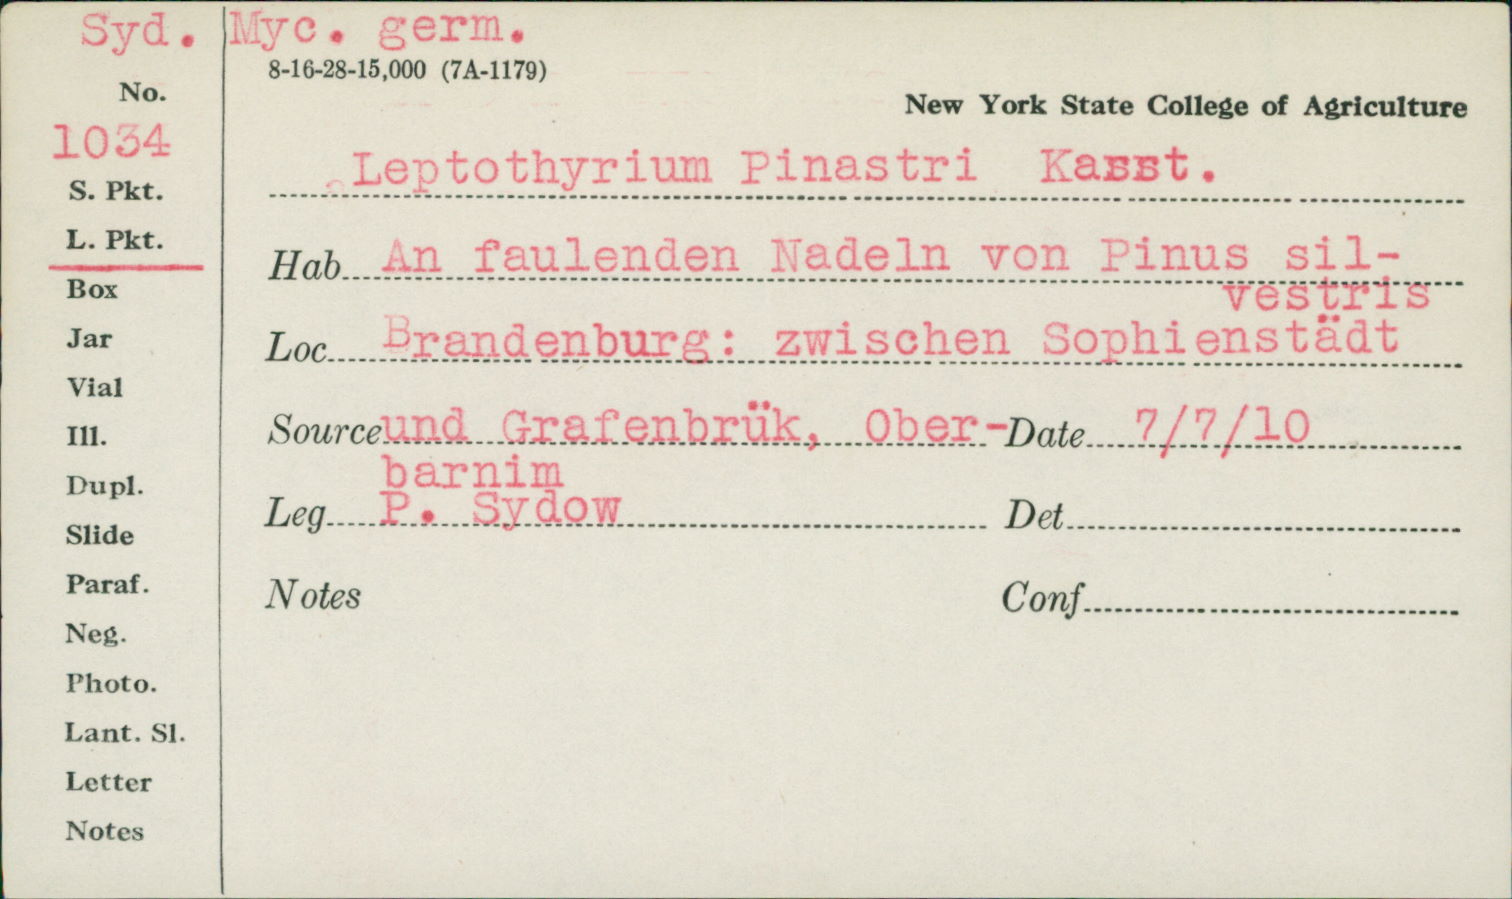 Syd. Myc. germ.
8-16-28-15,000 (7A-1179)
No.
New York State College of Agriculture
1034
Leptothyrium Pinastri Kasst.
S. Pkt.
L. Pkt.
Hab An faulenden Nadeln von Pinus sil-
vestris
Box
Jar
Loc Brandenburg: zwischen Sophienstädt
Vial
Ill.
Source und Grafenbrük, Ober- Date 7/7/10
barnim
Dupl.
Leg P. Sydow Det
Slide
Paraf.
Notes Conf
Neg.
Photo.
Lant. Sl.
Letter
Notes